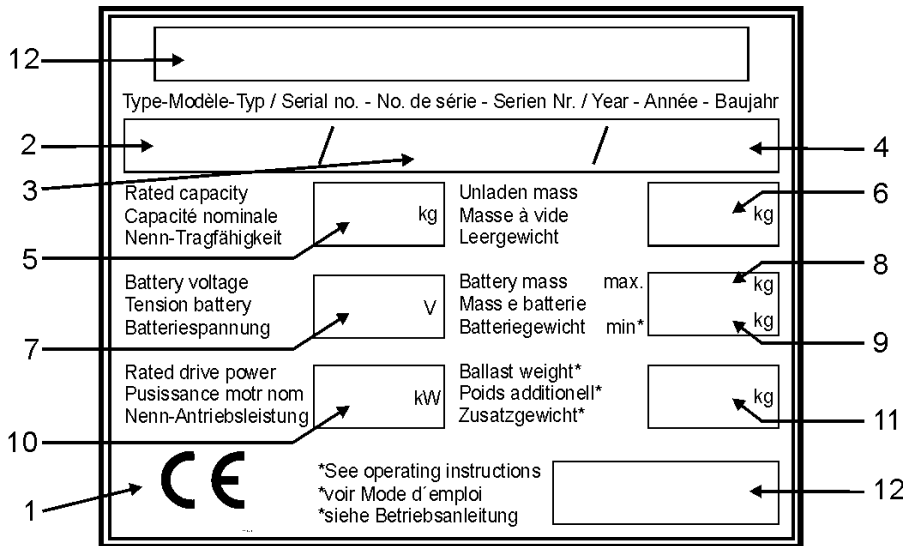 12
Type-Modèle-Typ / Serial no. - No. de série - Serien Nr. / Year - Année - Baujahr
2
/
/
4
3
Rated capacity
Capacité nominale
Nenn-Tragfähigkeit
kg
Unladen mass
Masse à vide
Leergewicht
kg
6
5
Battery voltage
Tension battery
Batteriespannung
V
Battery mass max.
Mass e batterie
Batteriegewicht min*
kg
kg
8
9
7
Rated drive power
Pusissance motr nom
Nenn-Antriebsleistung
kW
Ballast weight*
Poids additionell*
Zusatzgewicht*
kg
11
10
1
CE
*See operating instructions
*voir Mode d´emploi
*siehe Betriebsanleitung
12